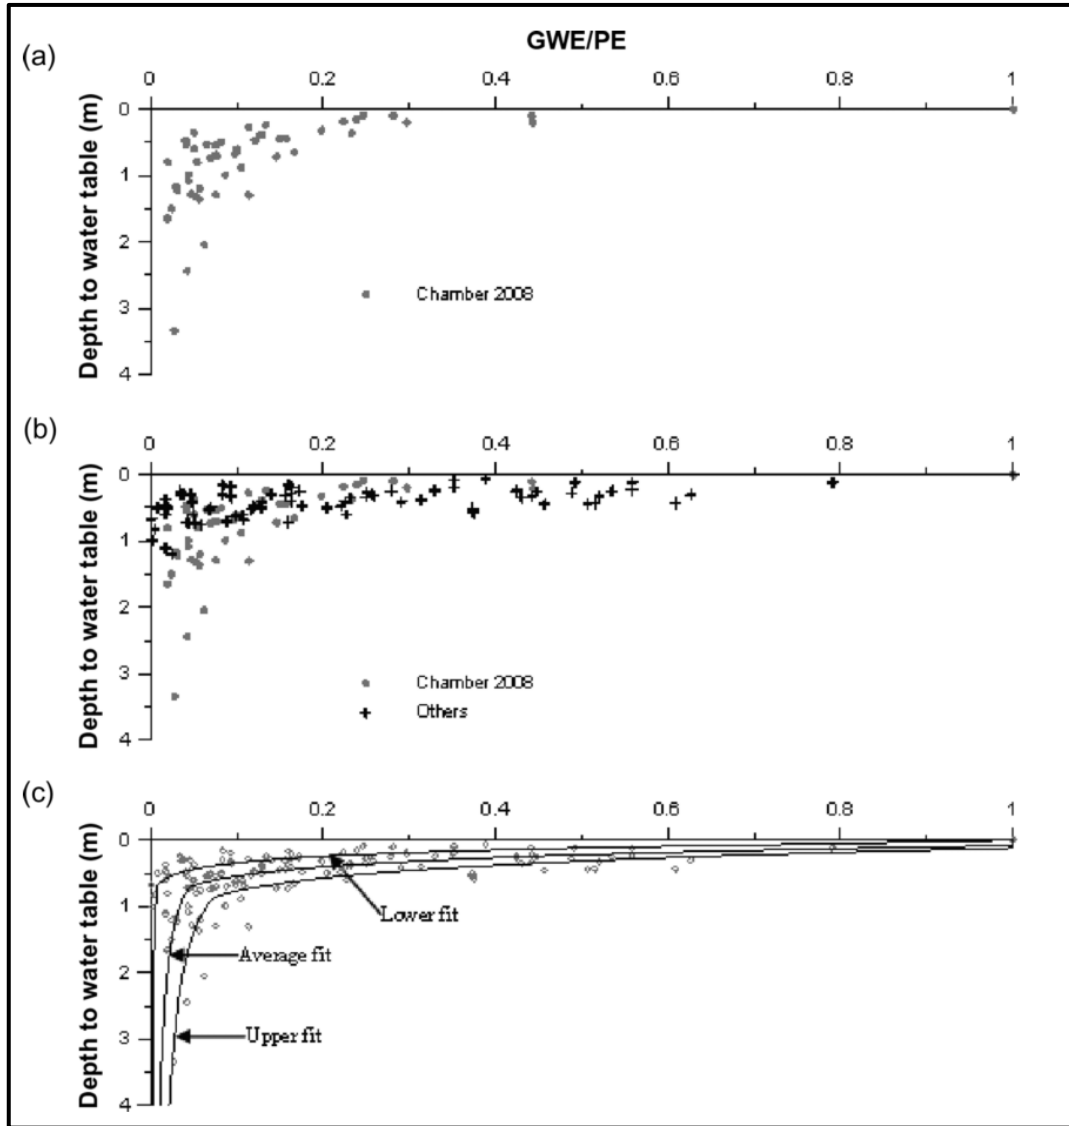 GWE/PE
(a)
0 0.2 0.4 0.6 0.8 1
Depth to water table (m)
0
1
2
3
4
Chamber 2008
(b)
0 0.2 0.4 0.6 0.8 1
Depth to water table (m)
0
1
2
3
4
Chamber 2008
Others
(c)
0 0.2 0.4 0.6 0.8 1
Depth to water table (m)
0
1
2
3
4
Lower fit
Average fit
Upper fit